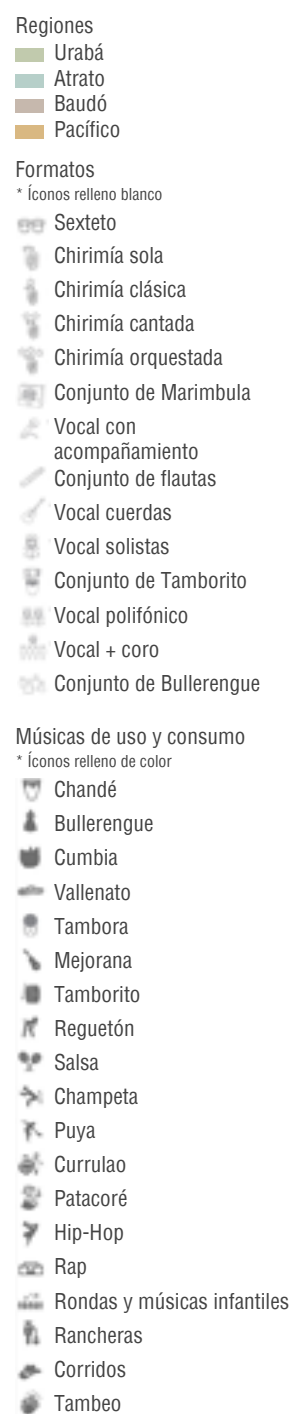 Regiones
Urabá
Atrato
Baudó
Pacífico
Formatos
* Íconos relleno blanco
Sexteto
Chirimía sola
Chirimía clásica
Chirimía cantada
Chirimía orquestada
Conjunto de Marimbula
Vocal con
acompañamiento
Conjunto de flautas
Vocal cuerdas
Vocal solistas
Conjunto de Tamborito
Vocal polifónico
Vocal + coro
Conjunto de Bullerengue
Músicas de uso y consumo
* Íconos relleno de color
Chandé
Bullerengue
Cumbia
Vallenato
Tambora
Mejorana
Tamborito
Reguetón
Salsa
Champeta
Puya
Currulao
Patacoré
Hip-Hop
Rap
Rondas y músicas infantiles
Rancheras
Corridos
Tambeo